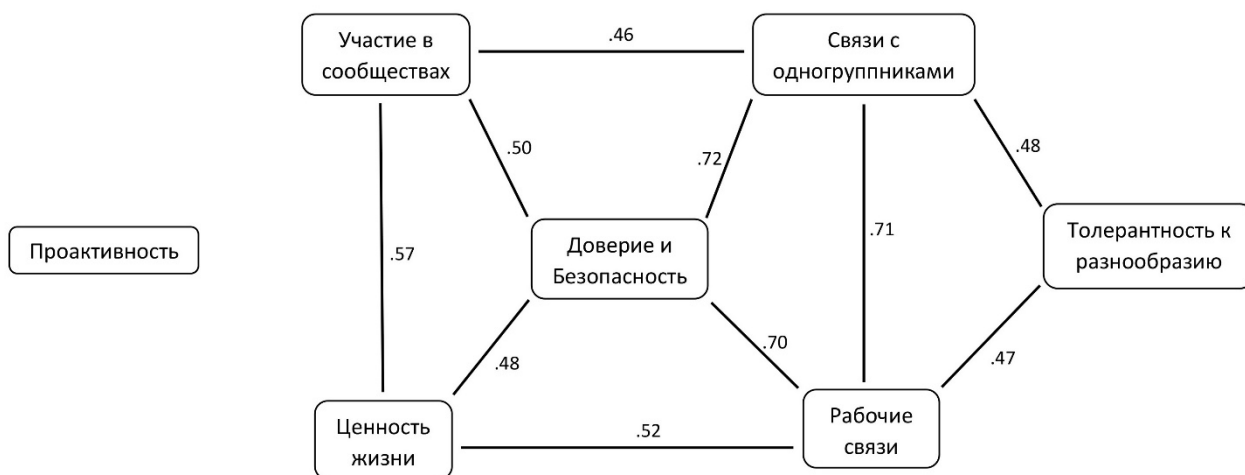 Участие в
сообществах
.46
Связи с
одногруппниками
.50
.72
.48
Проактивность
.57
Доверие и
Безопасность
.71
Толерантность к
разнообразию
.48
.70
.47
Ценность
жизни
.52
Рабочие
связи